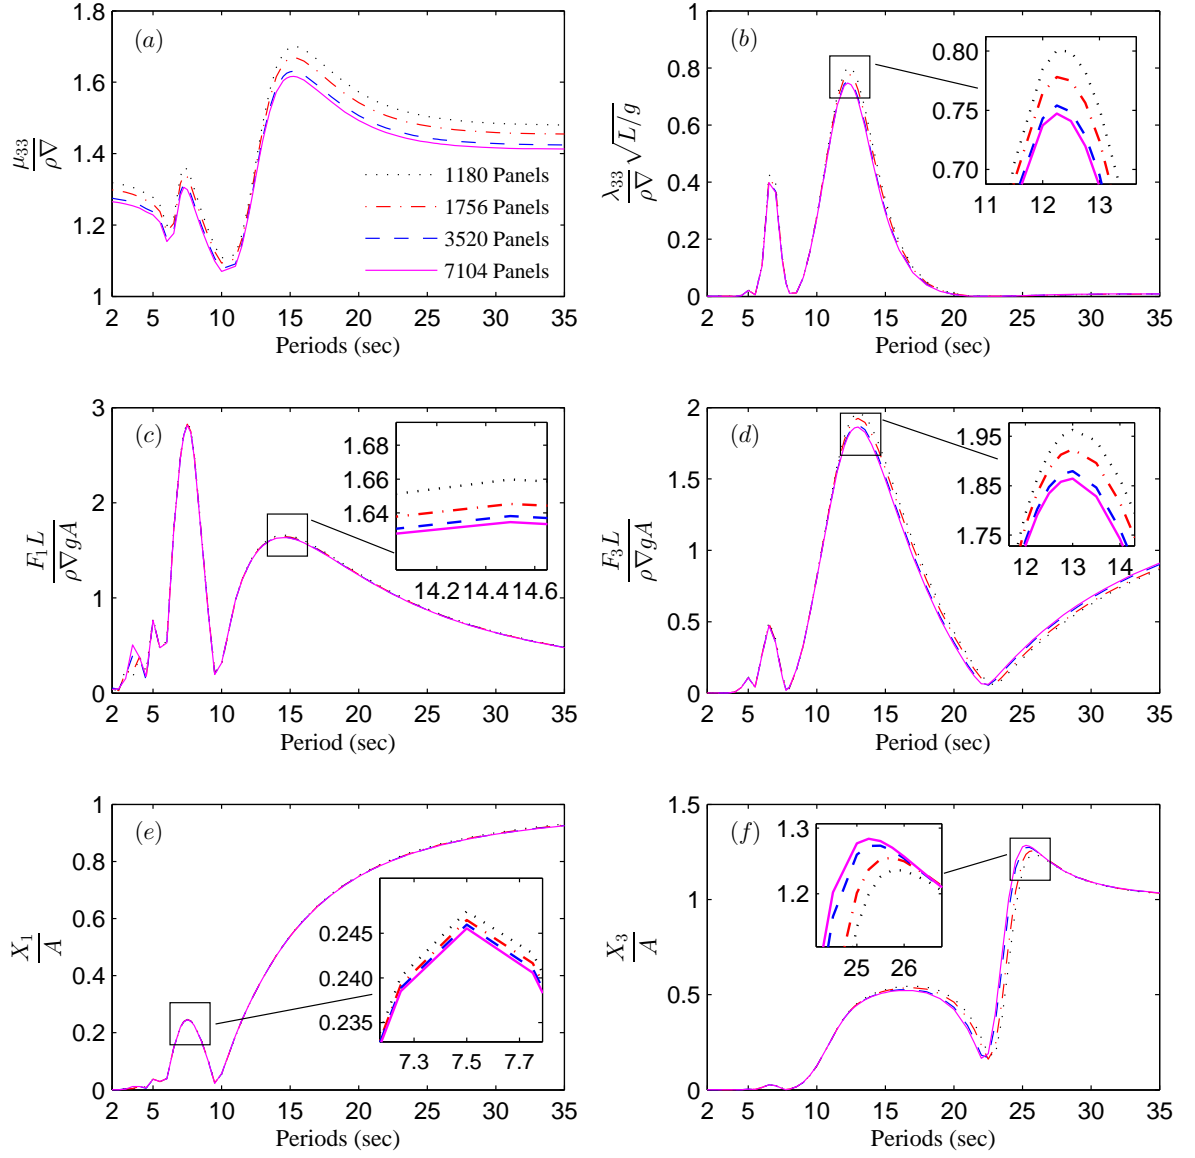 (a)
1.8
1.6
1.4
1.2
1
μ33/ρ∇
1180 Panels
1756 Panels
3520 Panels
7104 Panels
2 5 10 15 20 25 30 35
Periods (sec)
(b)
1
0.8
0.6
0.4
0.2
0
λ33/ρ∇ √L/g
0.80
0.75
0.70
11 12 13
2 5 10 15 20 25 30 35
Period (sec)
(c)
3
2
1
0
F1L/ρ∇gA
1.68
1.66
1.64
14.2 14.4 14.6
2 5 10 15 20 25 30 35
Period (sec)
(d)
2
1.5
1
0.5
0
F3L/ρ∇gA
1.95
1.85
1.75
12 13 14
2 5 10 15 20 25 30 35
Period (sec)
(e)
1
0.8
0.6
0.4
0.2
0
X1/A
0.245
0.240
0.235
7.3 7.5 7.7
2 5 10 15 20 25 30 35
Periods (sec)
(f)
1.5
1
0.5
0
X3/A
1.3
1.2
25 26
2 5 10 15 20 25 30 35
Periods (sec)